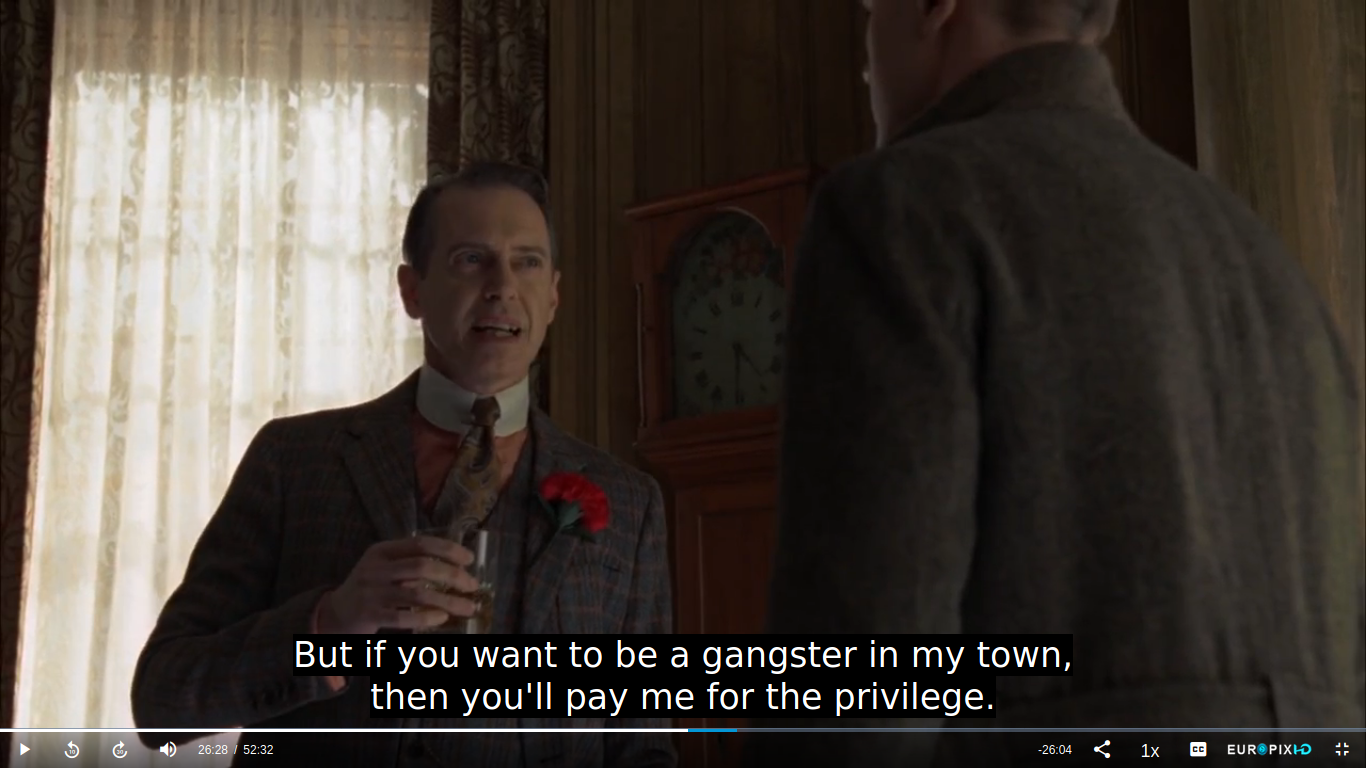 But if you want to be a gangster in my town,
then you'll pay me for the privilege.
26:28 / 52:32
-26:04
1x
CC
EUROPIXHD